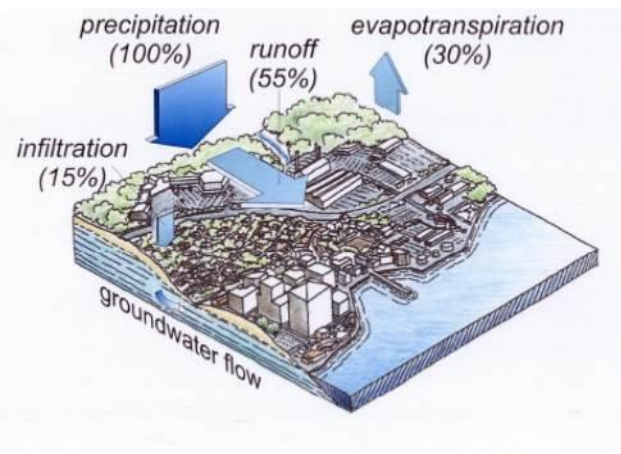 precipitation
(100%)
runoff
(55%)
evapotranspiration
(30%)
infiltration
(15%)
groundwater flow